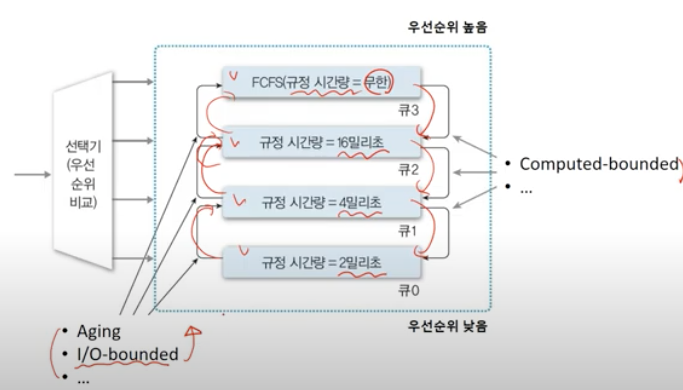 우선순위 높음
FCFS(규정 시간량 = 무한)
큐3
선택기
(우선
순위
비교)
규정 시간량 = 16밀리초
큐2
규정 시간량 = 4밀리초
큐1
규정 시간량 = 2밀리초
큐0
• Computed-bounded
• ...
우선순위 낮음
• Aging
• I/O-bounded
• ...